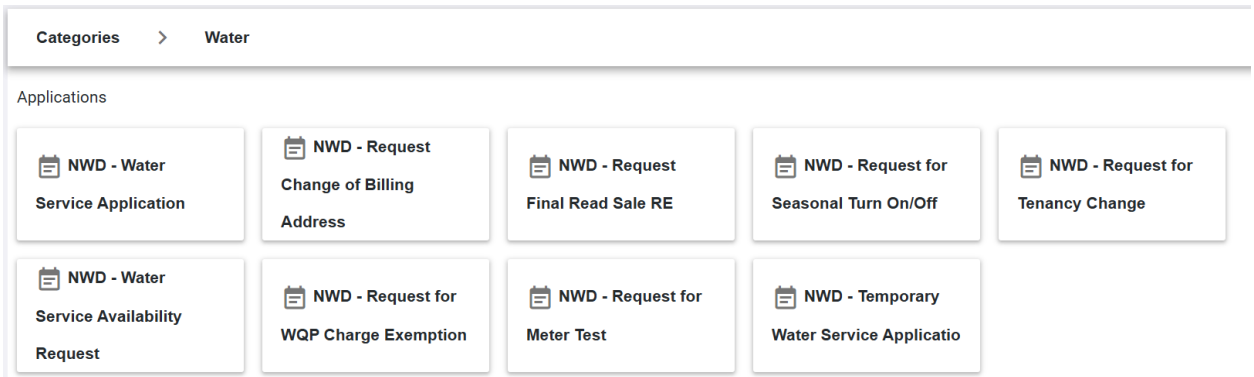 Categories > Water
Applications
NWD - Water
Service Application
NWD - Request
Change of Billing
Address
NWD - Request
Final Read Sale RE
NWD - Request for
Seasonal Turn On/Off
NWD - Request for
Tenancy Change
NWD - Water
Service Availability
Request
NWD - Request for
WQP Charge Exemption
NWD - Request for
Meter Test
NWD - Temporary
Water Service Applicatio